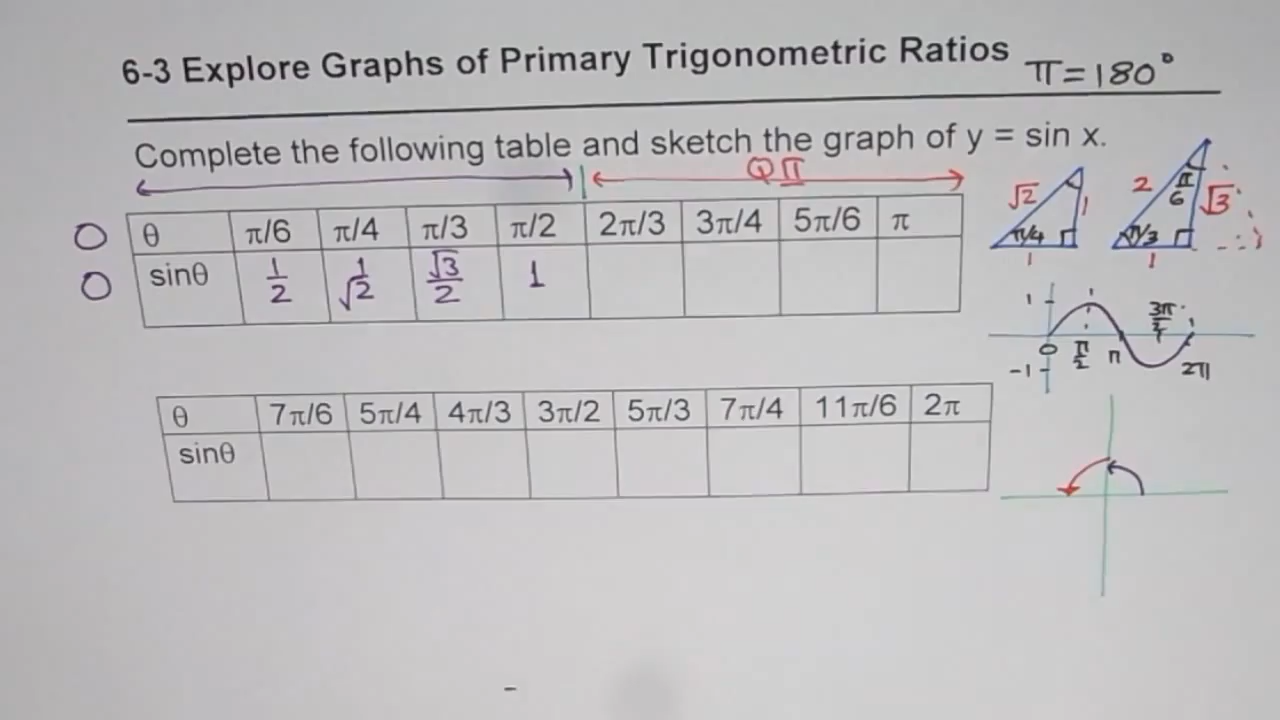 6-3 Explore Graphs of Primary Trigonometric Ratios π=180°
Complete the following table and sketch the graph of y = sin x.
QII
0 θ π/6 π/4 π/3 π/2 2π/3 3π/4 5π/6 π
0 sinθ 1/2 1/√2 √3/2 1
√2 1 π/4 1
2 π/6 √3 π/3 1
1 3π/2
0 π/2 π 2π
-1
θ 7π/6 5π/4 4π/3 3π/2 5π/3 7π/4 11π/6 2π
sinθ